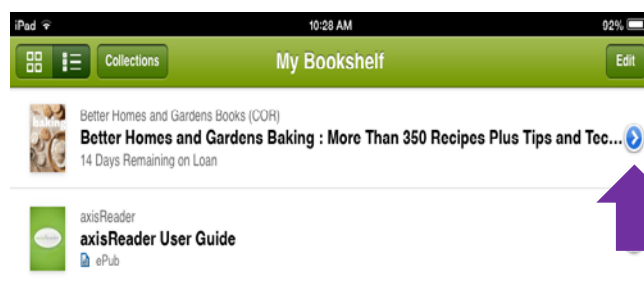 iPad 10:28 AM 92%
Collections My Bookshelf Edit
baking
Better Homes and Gardens Books (COR)
Better Homes and Gardens Baking : More Than 350 Recipes Plus Tips and Tec...
14 Days Remaining on Loan
axisReader
axisReader User Guide
ePub